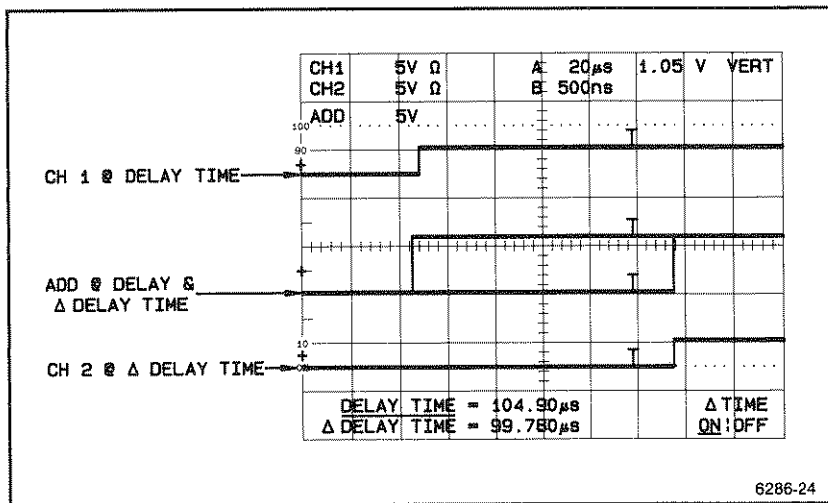 CH1 5V Ω A 20µs 1.05 V VERT
CH2 5V Ω B 500ns
ADD 5V
100
90
CH 1 @ DELAY TIME
ADD @ DELAY &
Δ DELAY TIME
10
CH 2 @ Δ DELAY TIME
DELAY TIME = 104.90µs Δ TIME
Δ DELAY TIME = 99.780µs ON¦OFF
6286-24